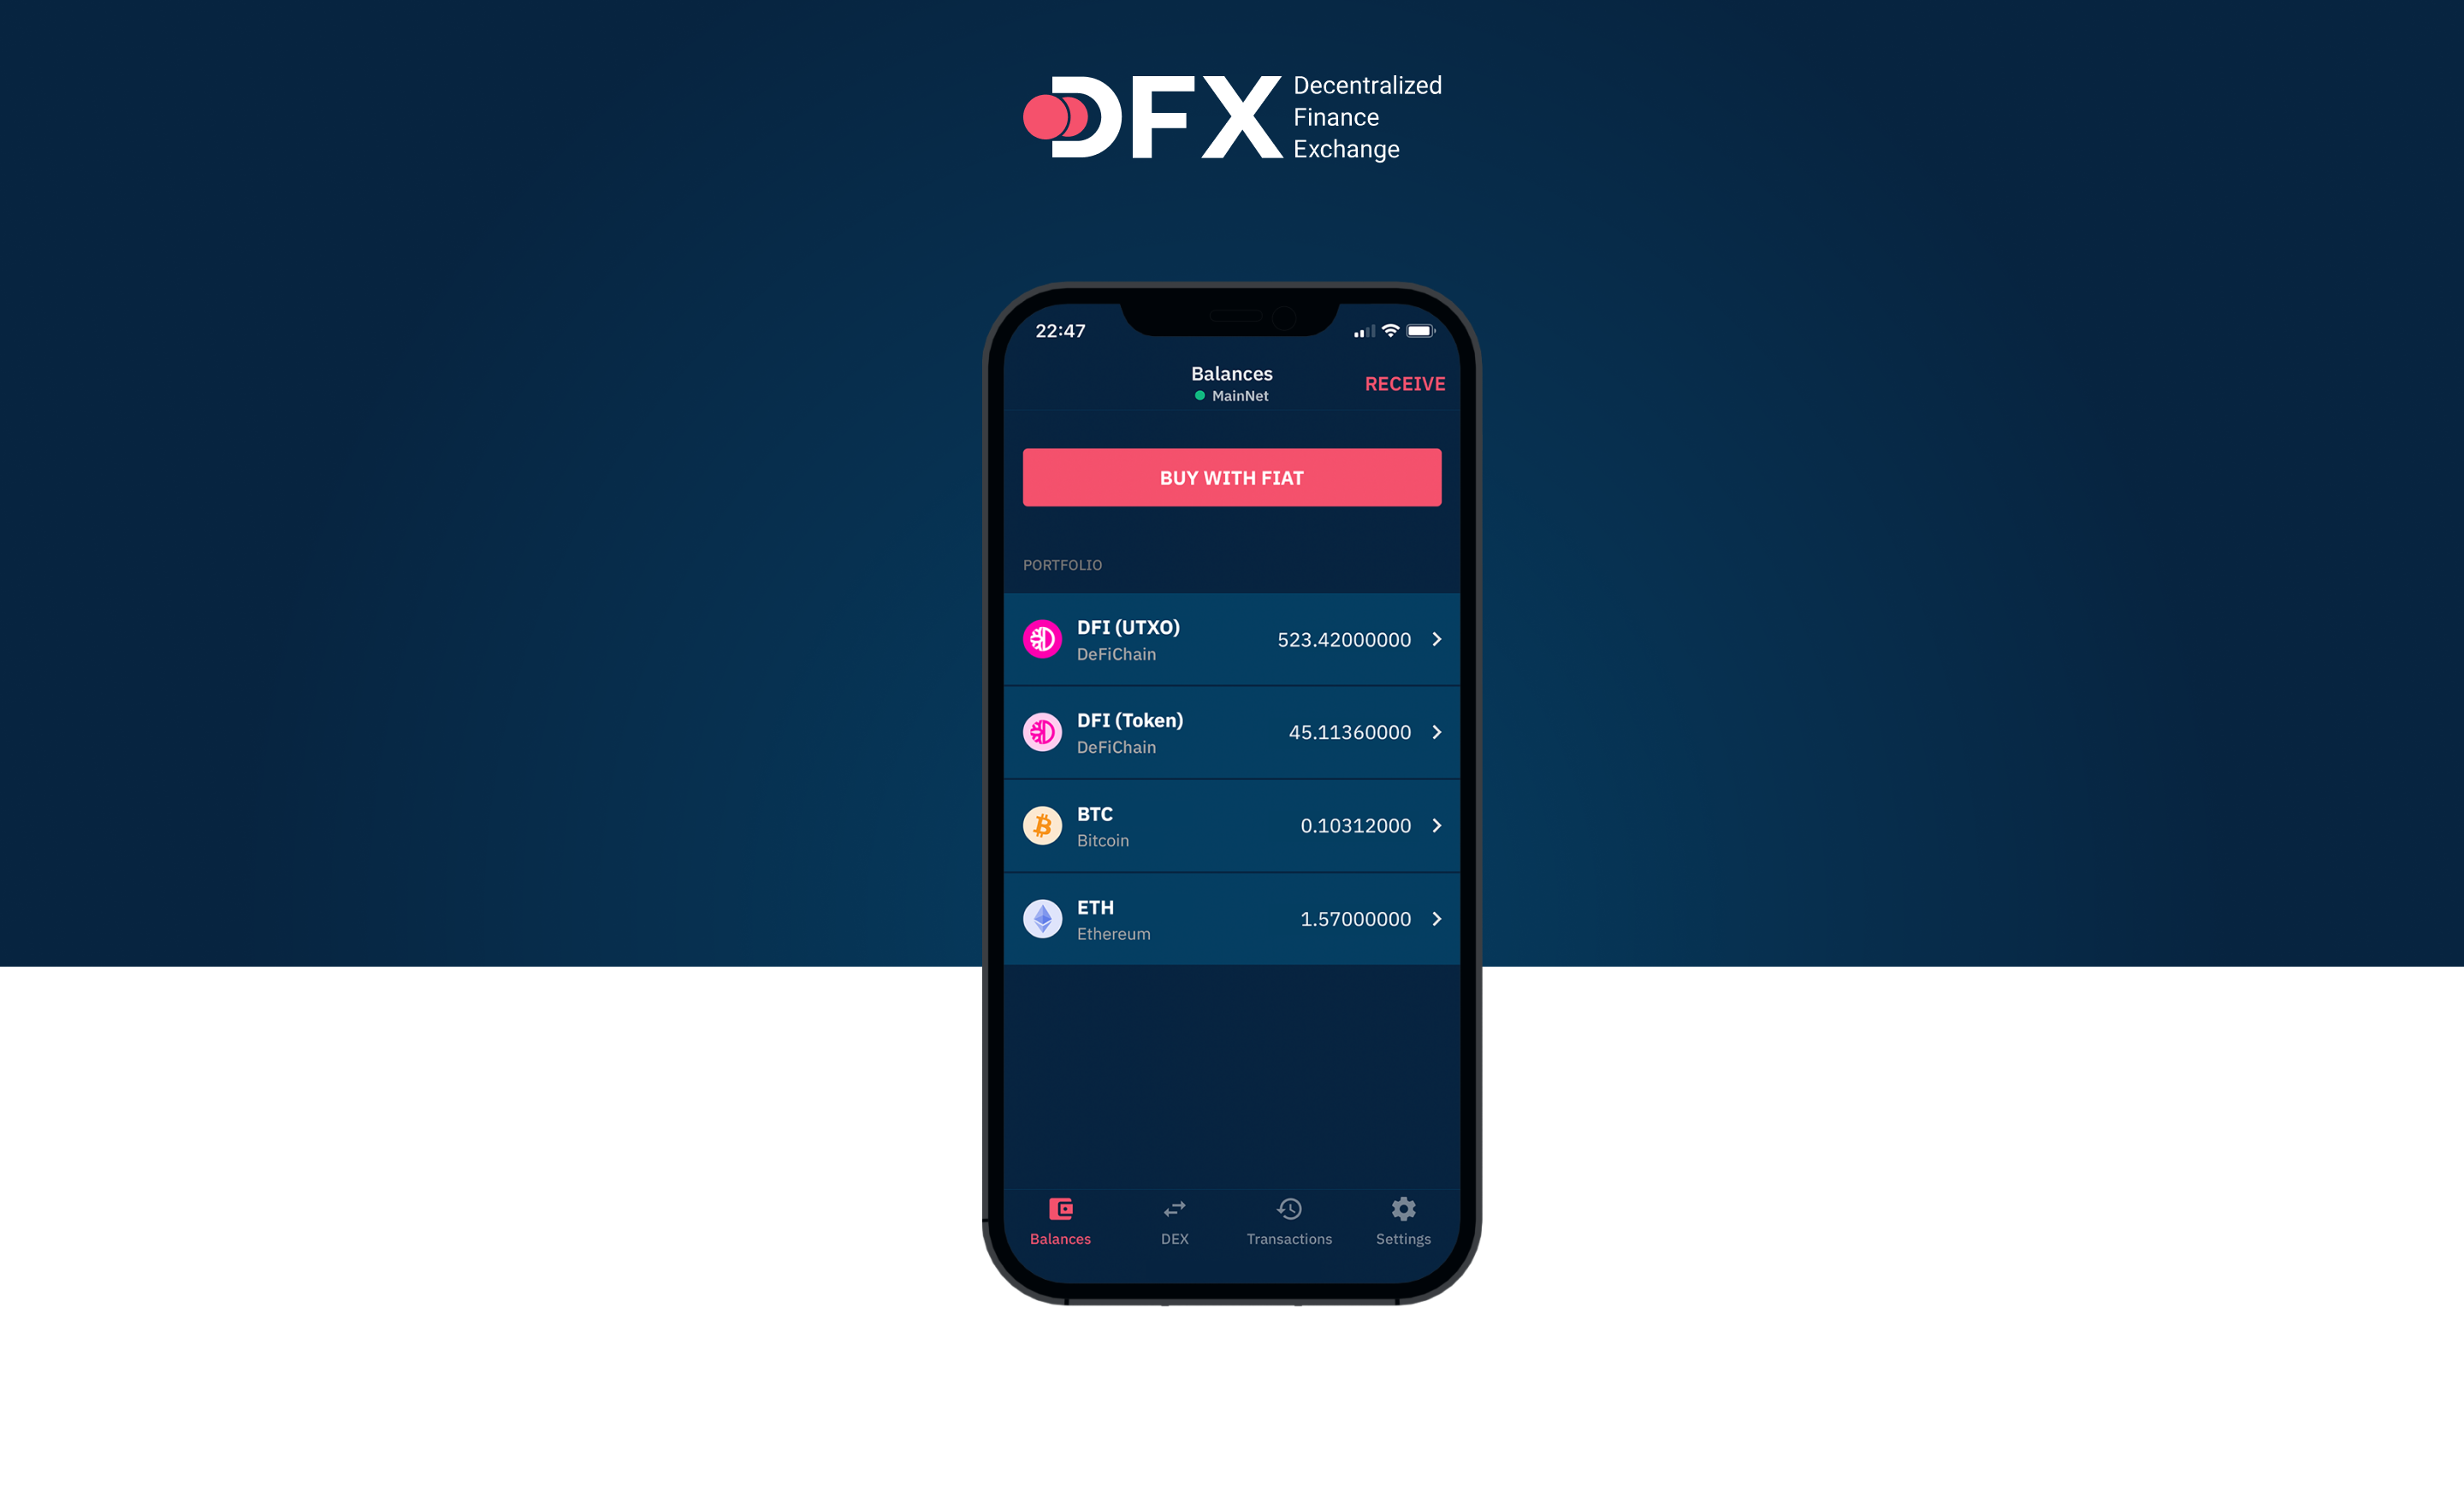 DFX
Decentralized
Finance
Exchange
22:47
Balances
MainNet
RECEIVE
BUY WITH FIAT
PORTFOLIO
DFI (UTXO)
DeFiChain
523.42000000
DFI (Token)
DeFiChain
45.11360000
BTC
Bitcoin
0.10312000
ETH
Ethereum
1.57000000
Balances
DEX
Transactions
Settings